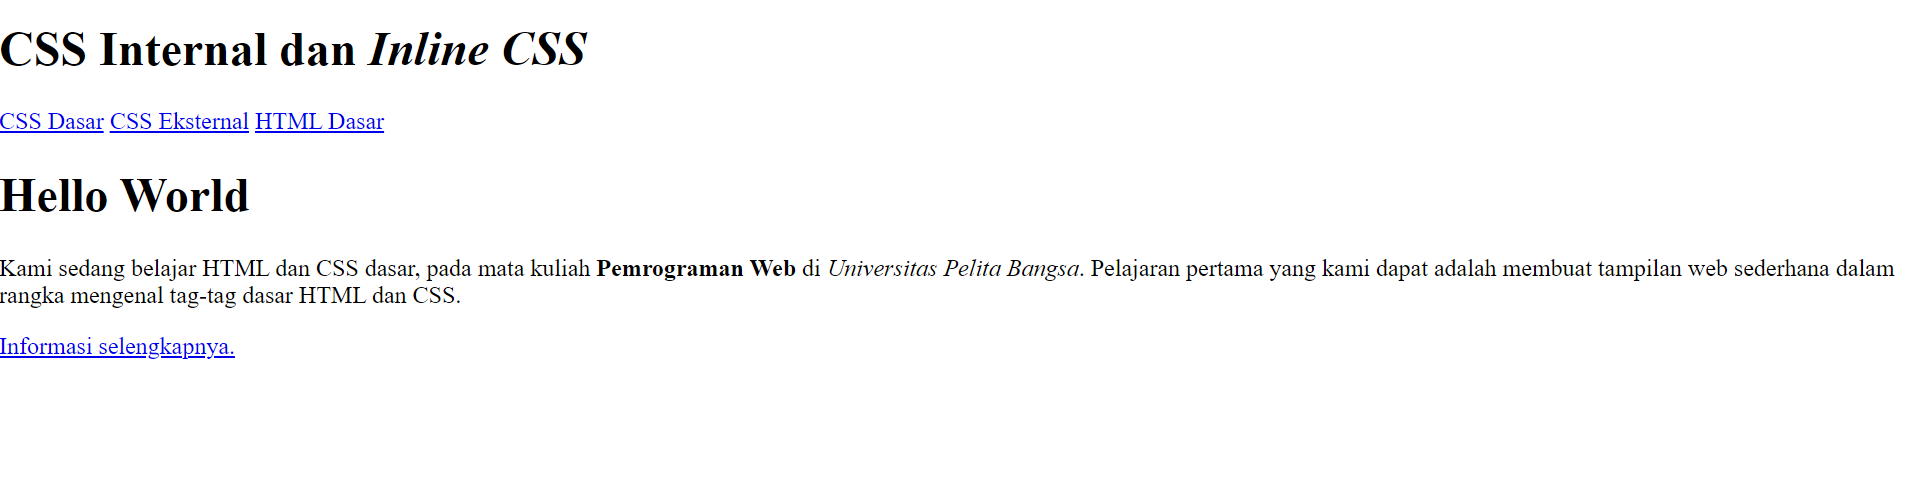 CSS Internal dan Inline CSS
CSS Dasar CSS Eksternal HTML Dasar
Hello World
Kami sedang belajar HTML dan CSS dasar, pada mata kuliah Pemrograman Web di Universitas Pelita Bangsa. Pelajaran pertama yang kami dapat adalah membuat tampilan web sederhana dalam
rangka mengenal tag-tag dasar HTML dan CSS.
Informasi selengkapnya.